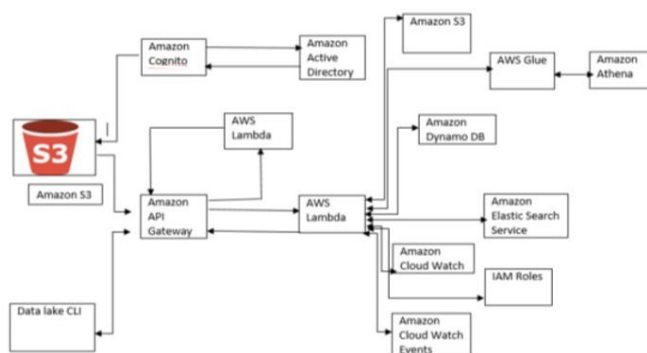 Amazon
Cognito
Amazon
Active
Directory
Amazon S3
AWS Glue
Amazon
Athena
AWS
Lambda
Amazon
Dynamo DB
S3
Amazon S3
Amazon
API
Gateway
AWS
Lambda
Amazon
Elastic Search
Service
Amazon
Cloud Watch
IAM Roles
Data lake CLI
Amazon
Cloud Watch
Events